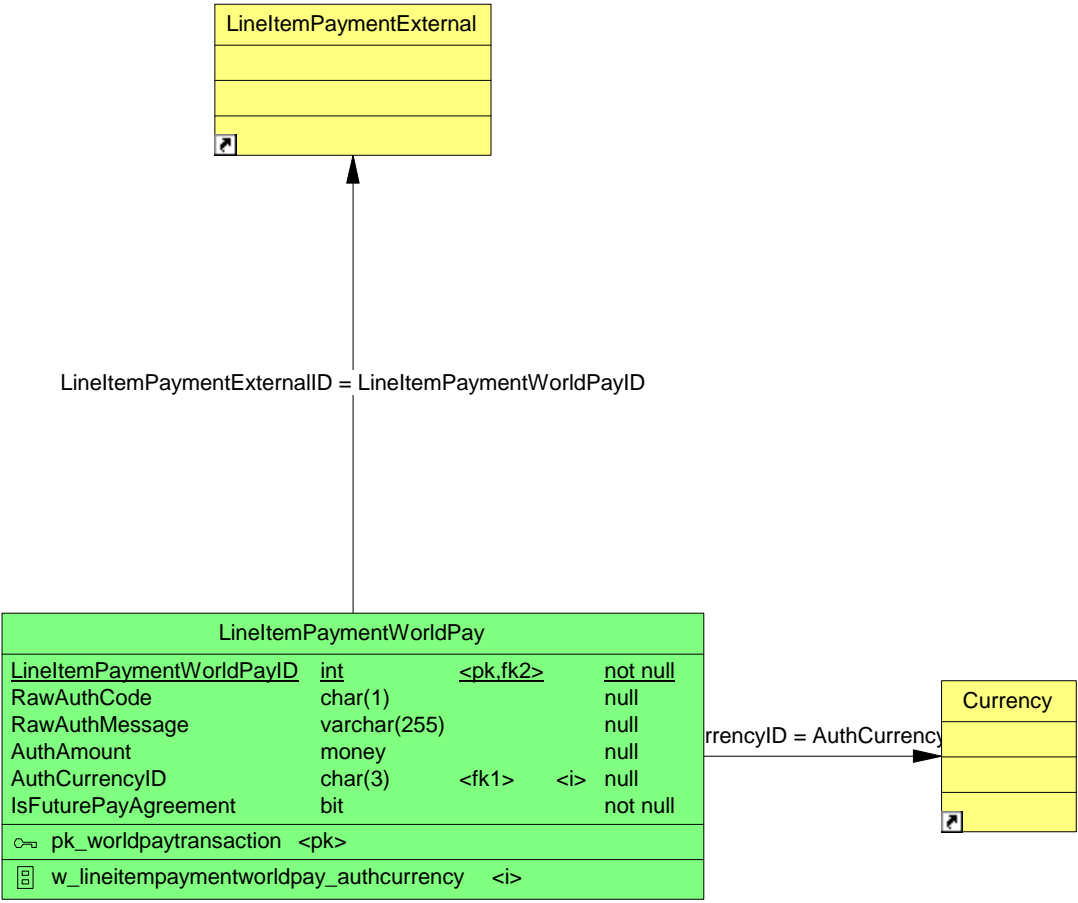 LineItemPaymentExternal
LineItemPaymentExternalID = LineItemPaymentWorldPayID
LineItemPaymentWorldPay
LineItemPaymentWorldPayID int <pk,fk2> not null
RawAuthCode char(1) null
RawAuthMessage varchar(255) null
AuthAmount money null
AuthCurrencyID char(3) <fk1> <i> null
IsFuturePayAgreement bit not null
pk_worldpaytransaction <pk>
w_lineitempaymentworldpay_authcurrency <i>
rrencyID = AuthCurrency
Currency